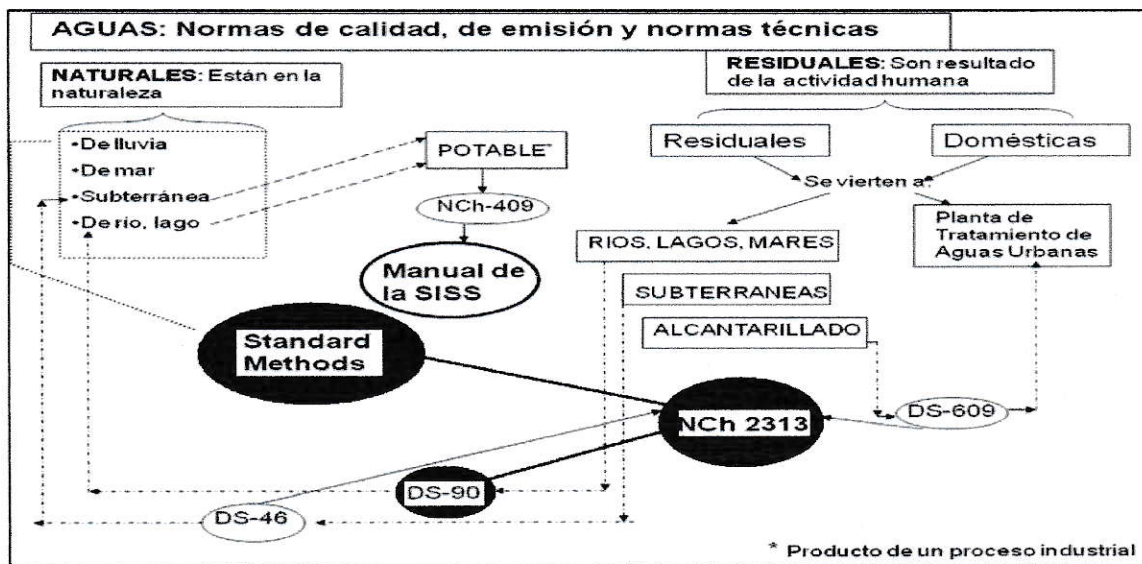 AGUAS: Normas de calidad, de emisión y normas técnicas
NATURALES: Están en la
naturaleza
•De lluvia
•De mar
•Subterránea
•De río, lago
POTABLE*
NCh-409
Manual de
la SISS
Standard
Methods
RESIDUALES: Son resultado
de la actividad humana
Residuales
Domésticas
Se vierten a:
RIOS, LAGOS, MARES
SUBTERRANEAS
ALCANTARILLADO
Planta de
Tratamiento de
Aguas Urbanas
NCh 2313
DS-609
DS-90
DS-46
* Producto de un proceso industrial